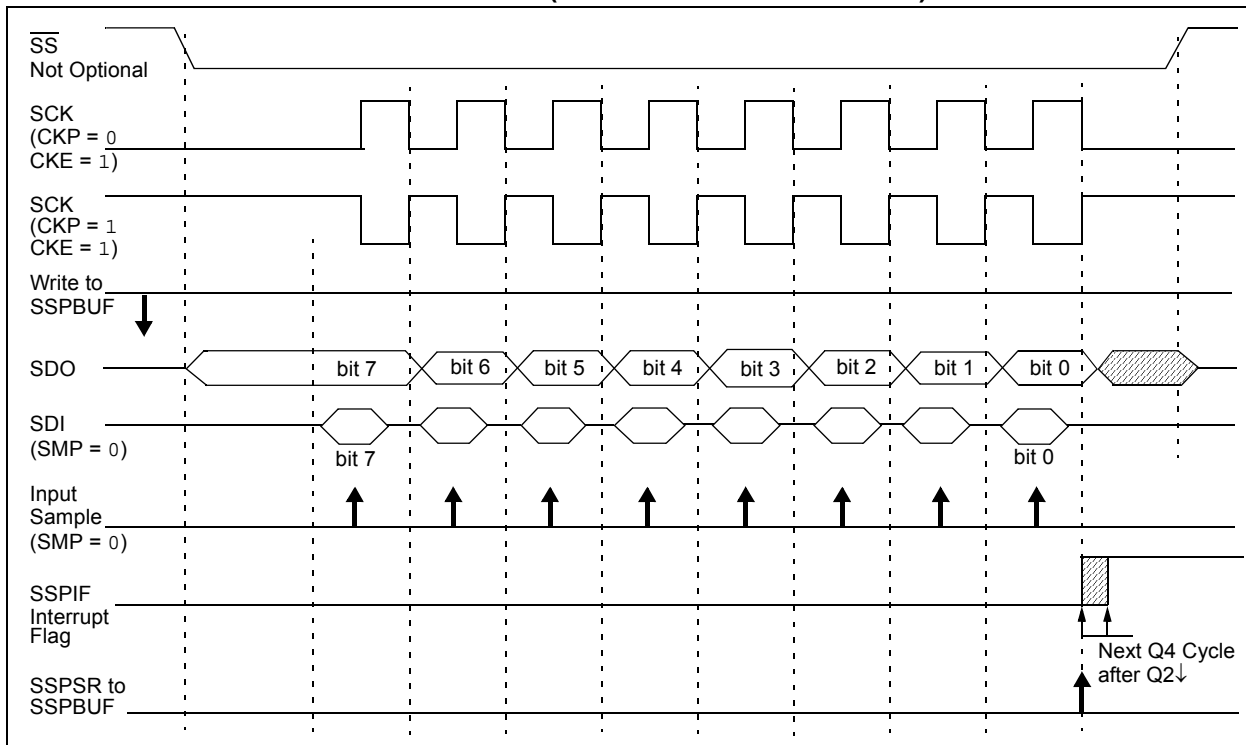 SS
Not Optional
SCK
(CKP = 0
CKE = 1)
SCK
(CKP = 1
CKE = 1)
Write to
SSPBUF
SDO
bit 7
bit 6
bit 5
bit 4
bit 3
bit 2
bit 1
bit 0
SDI
(SMP = 0)
bit 7
bit 0
Input
Sample
(SMP = 0)
SSPIF
Interrupt
Flag
Next Q4 Cycle
after Q2↓
SSPSR to
SSPBUF